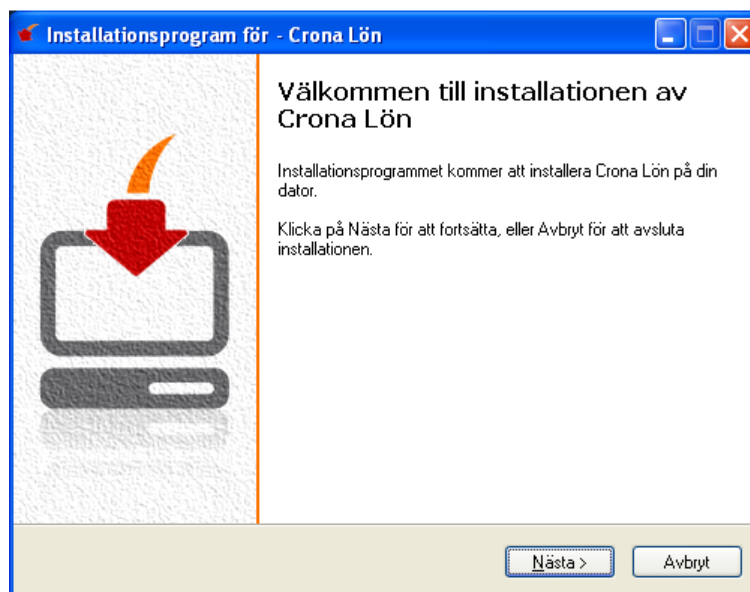 Installationsprogram för - Crona Lön
Välkommen till installationen av
Crona Lön
Installationsprogrammet kommer att installera Crona Lön på din
dator.
Klicka på Nästa för att fortsätta, eller Avbryt för att avsluta
installationen.
Nästa >
Avbryt